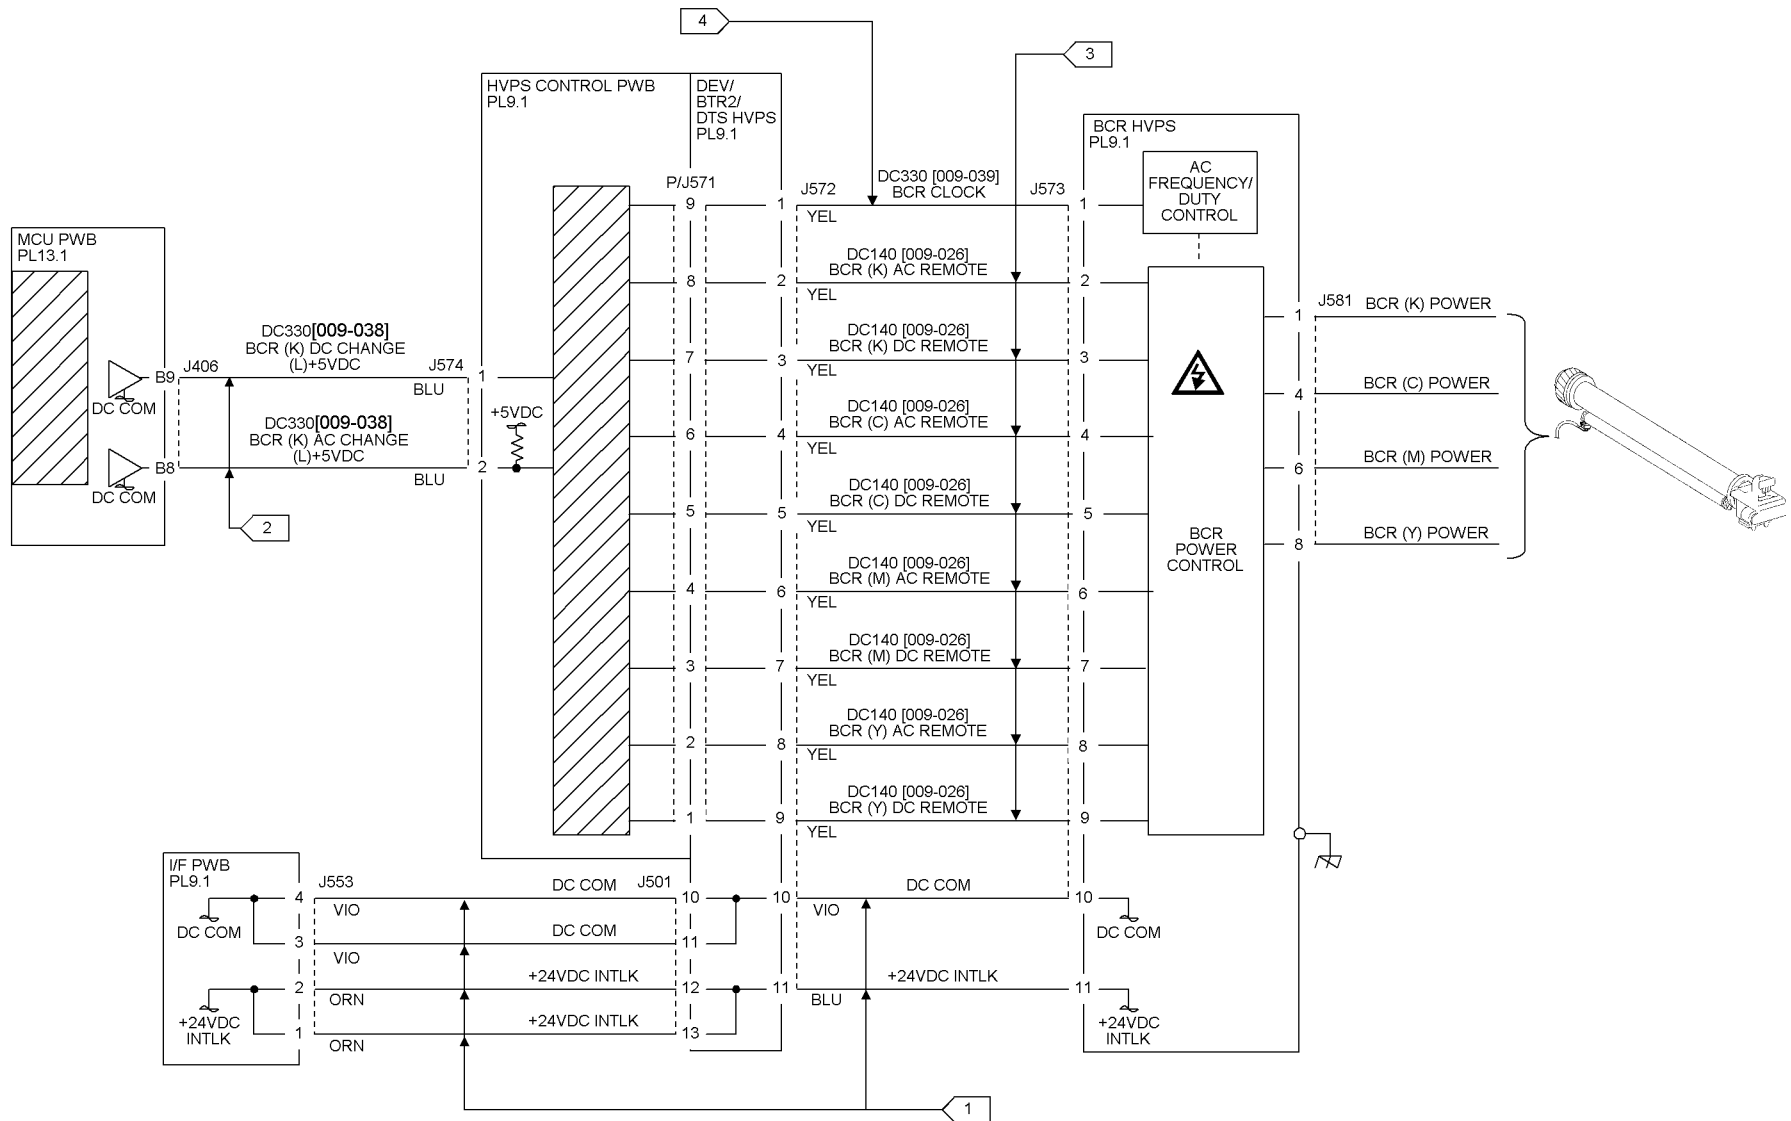 4
3
HVPS CONTROL PWB
PL9.1
DEV/
BTR2/
DTS HVPS
PL9.1
BCR HVPS
PL9.1
AC
FREQUENCY/
DUTY
CONTROL
P/J571
J572
DC330 [009-039]
BCR CLOCK
J573
9
1
YEL
1
MCU PWB
PL13.1
DC140 [009-026]
BCR (K) AC REMOTE
8
2
YEL
2
J581
BCR (K) POWER
1
DC330[009-038]
BCR (K) DC CHANGE
(L)+5VDC
J406
J574
B9
BLU
1
DC COM
DC140 [009-026]
BCR (K) DC REMOTE
7
3
YEL
3
BCR (C) POWER
4
+5VDC
DC330[009-038]
BCR (K) AC CHANGE
(L)+5VDC
B8
BLU
2
DC COM
DC140 [009-026]
BCR (C) AC REMOTE
6
4
YEL
4
BCR (M) POWER
6
2
DC140 [009-026]
BCR (C) DC REMOTE
5
5
YEL
5
BCR
POWER
CONTROL
BCR (Y) POWER
8
DC140 [009-026]
BCR (M) AC REMOTE
4
6
YEL
6
DC140 [009-026]
BCR (M) DC REMOTE
3
7
YEL
7
DC140 [009-026]
BCR (Y) AC REMOTE
2
8
YEL
8
DC140 [009-026]
BCR (Y) DC REMOTE
1
9
YEL
9
I/F PWB
PL9.1
J553
DC COM
J501
DC COM
4
VIO
10
10
VIO
10
DC COM
DC COM
3
VIO
DC COM
11
2
ORN
+24VDC INTLK
12
11
BLU
+24VDC INTLK
11
+24VDC
INTLK
1
ORN
+24VDC INTLK
13
+24VDC
INTLK
1